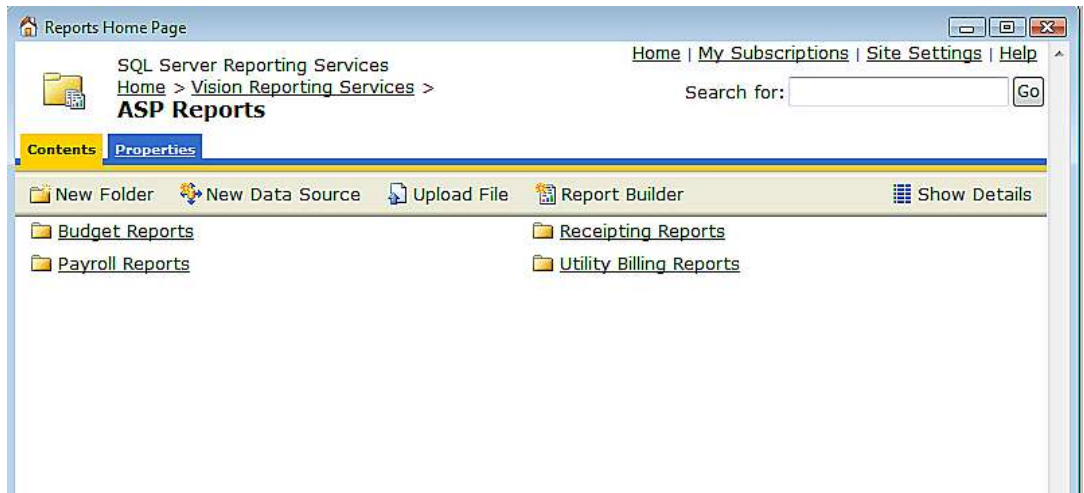 Reports Home Page
Home | My Subscriptions | Site Settings | Help
SQL Server Reporting Services
Home > Vision Reporting Services >
Search for: Go
ASP Reports
Contents Properties
New Folder New Data Source Upload File Report Builder Show Details
Budget Reports Receipting Reports
Payroll Reports Utility Billing Reports